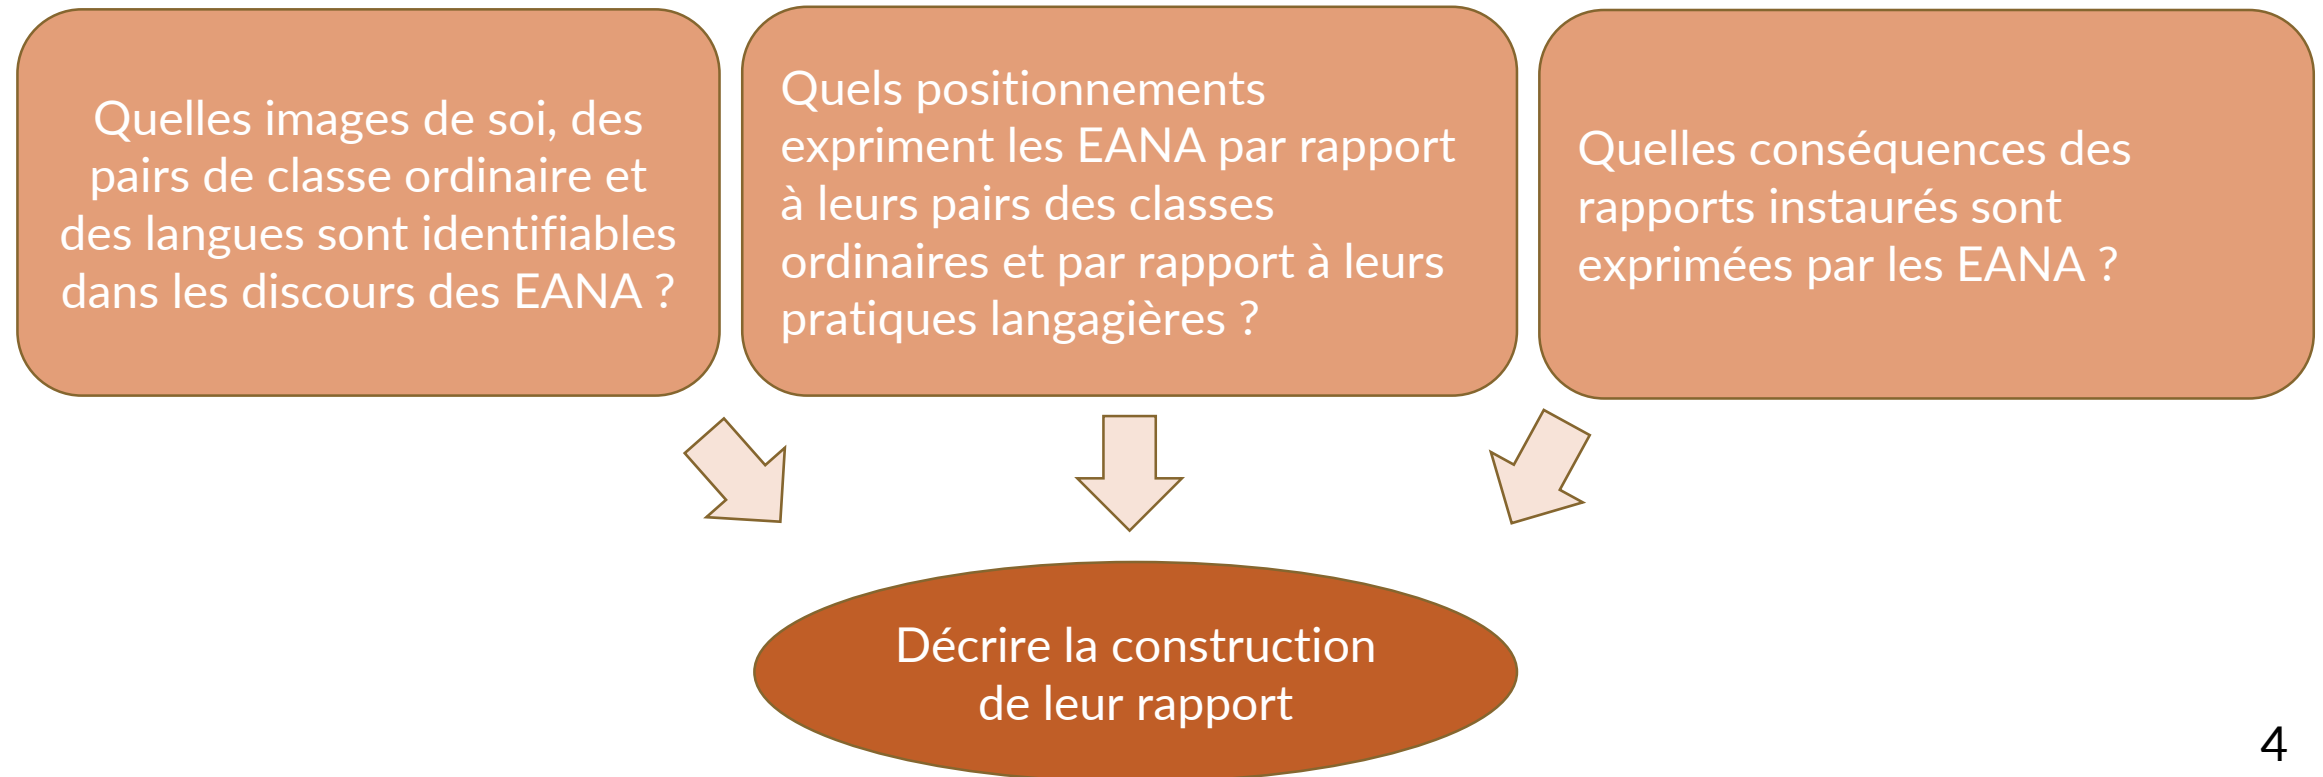 Quelles images de soi, des
pairs de classe ordinaire et
des langues sont identifiables
dans les discours des EANA ?
Quels positionnements
expriment les EANA par rapport
à leurs pairs des classes
ordinaires et par rapport à leurs
pratiques langagières ?
Quelles conséquences des
rapports instaurés sont
exprimées par les EANA ?
Décrire la construction
de leur rapport
4